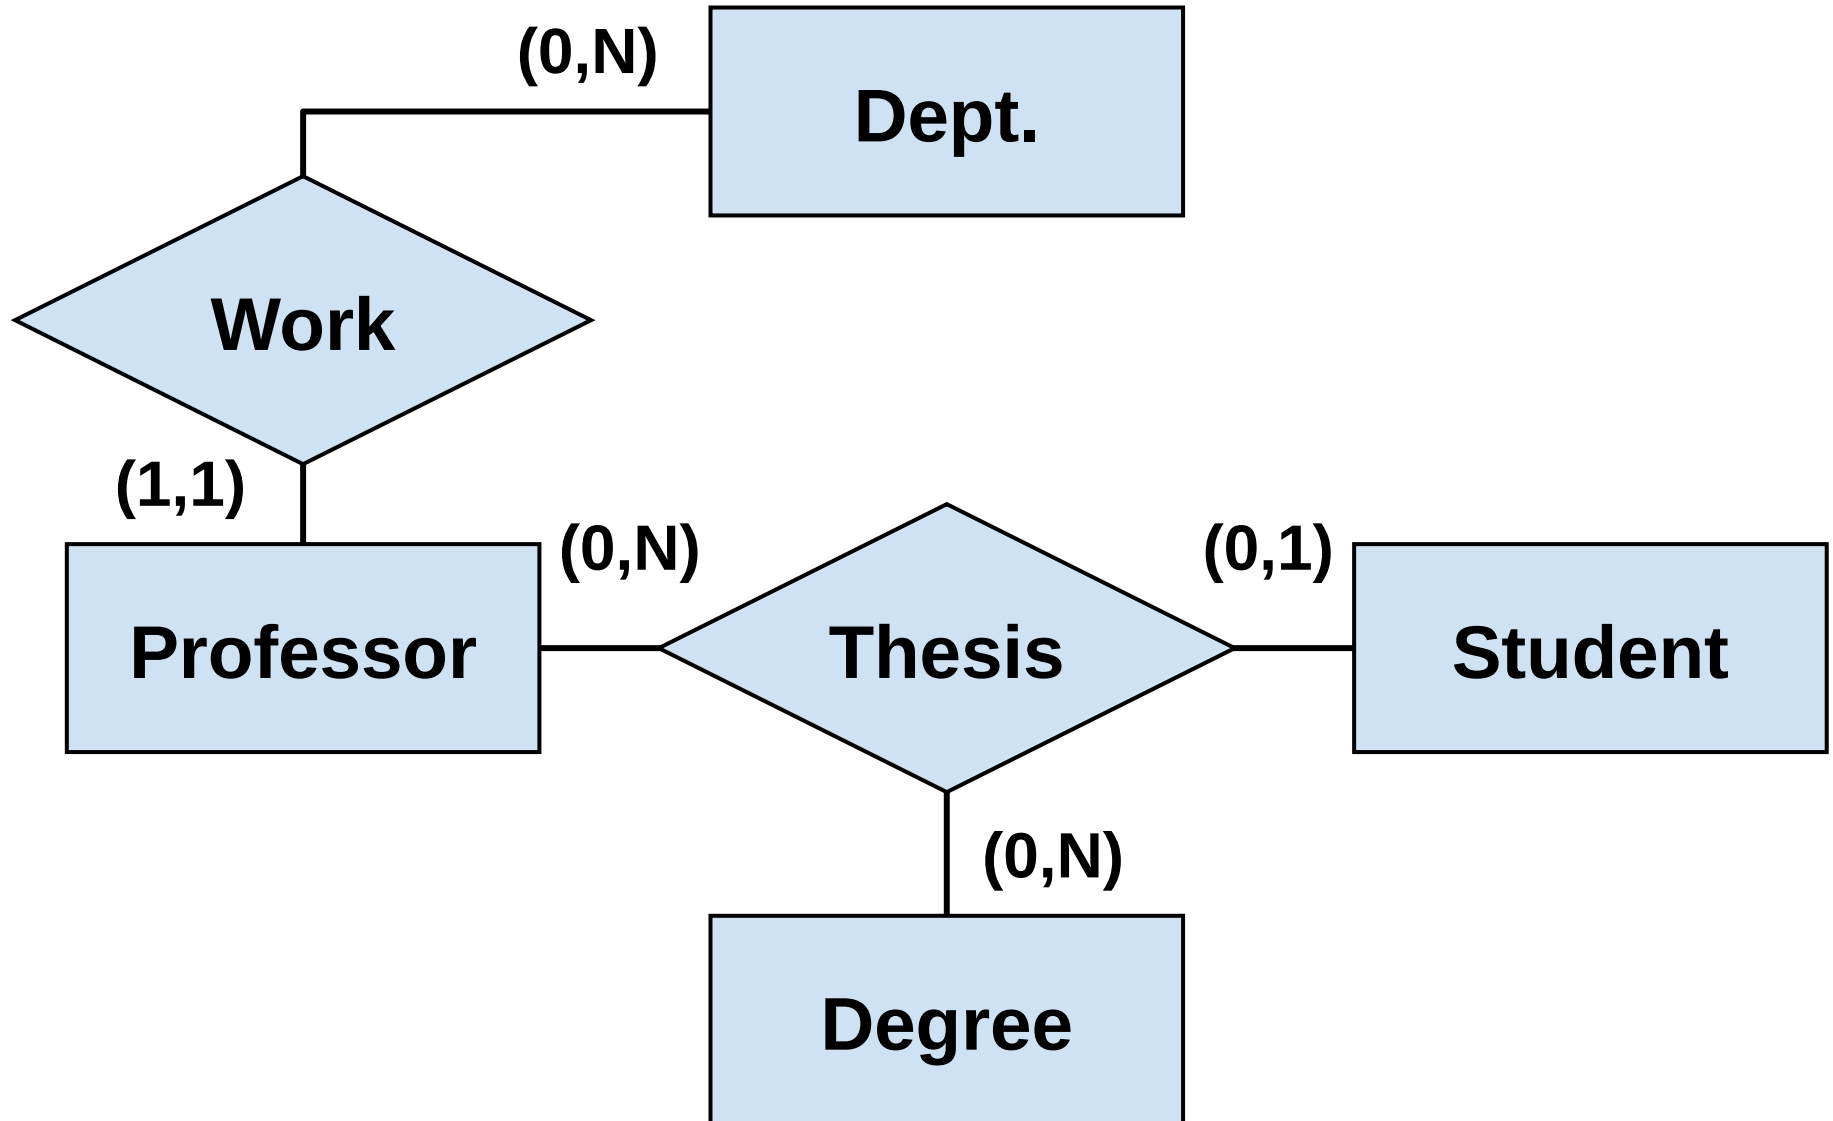 (0,N)
Dept.
Work
(1,1)
(0,N)
(0,1)
Professor
Thesis
Student
(0,N)
Degree